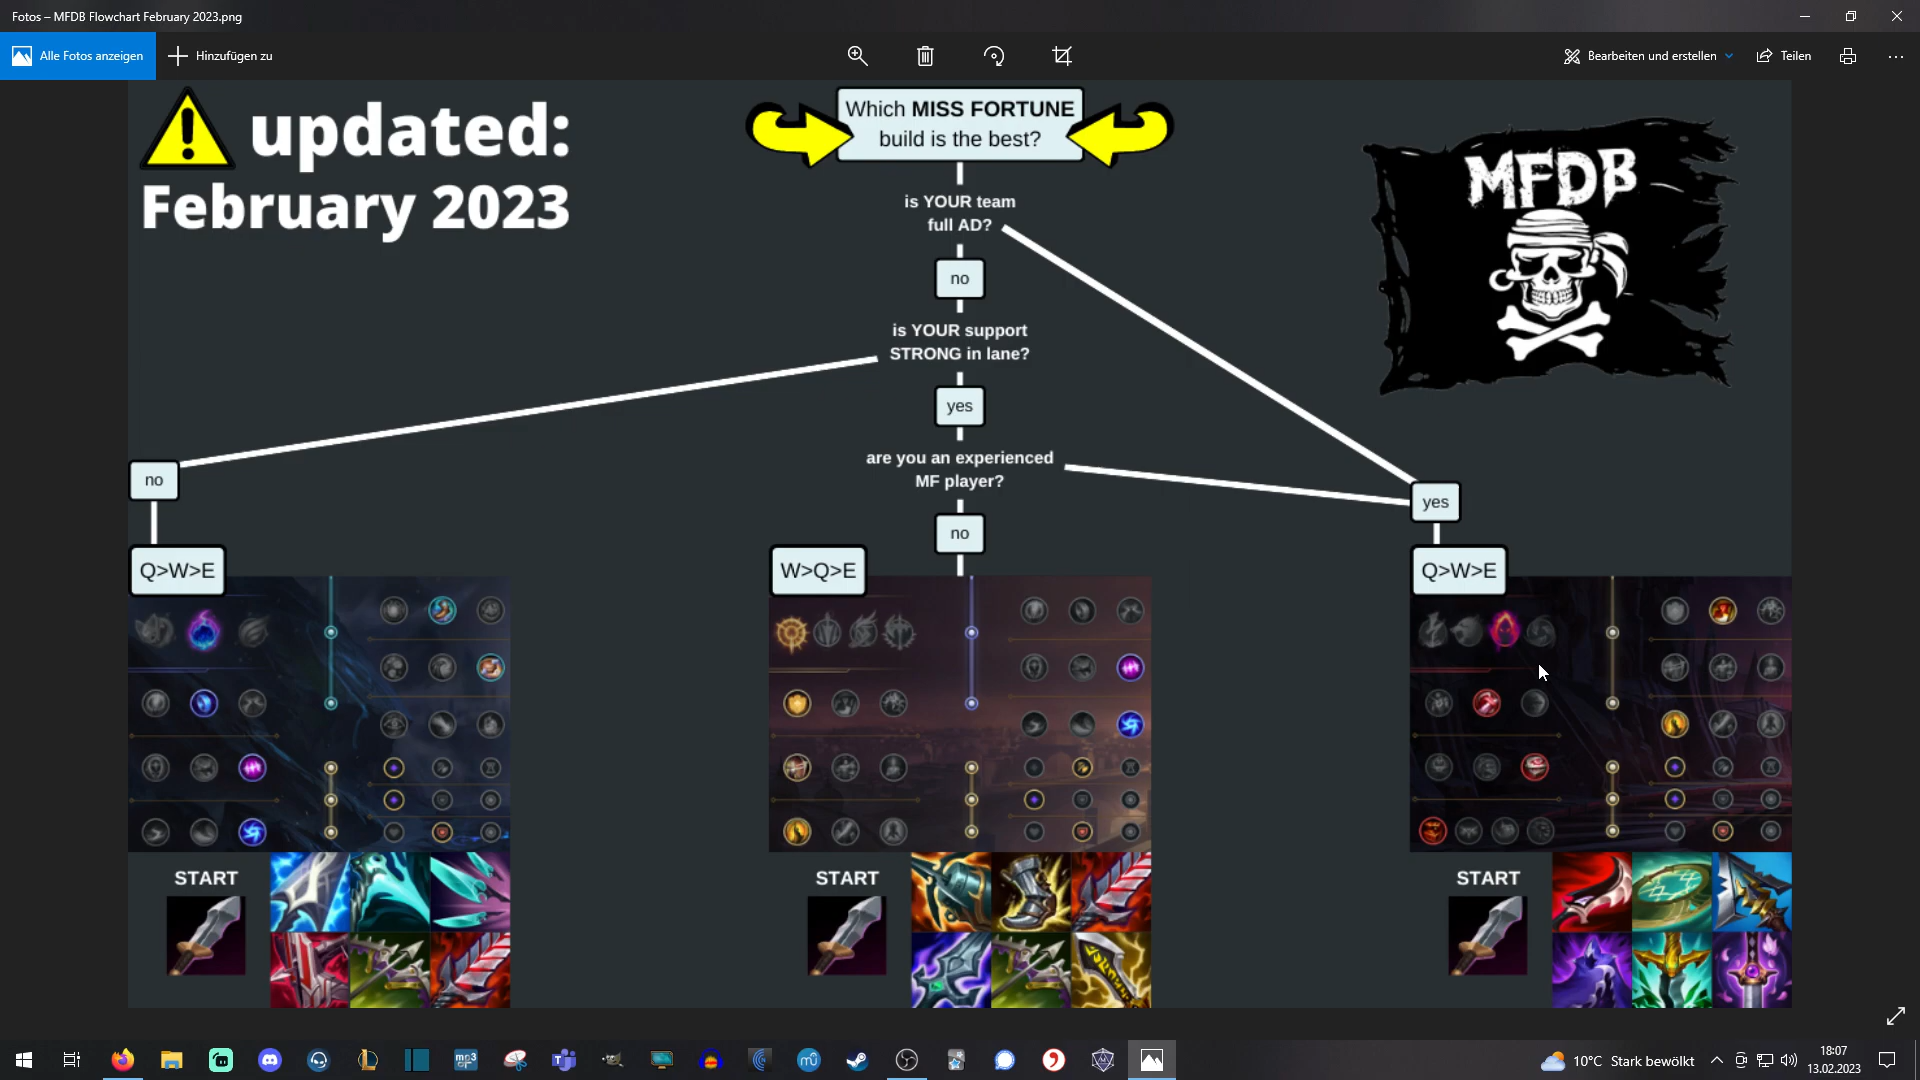 Fotos – MFDB Flowchart February 2023.png
Alle Fotos anzeigen
Hinzufügen zu
Bearbeiten und erstellen
Teilen
updated:
February 2023
Which MISS FORTUNE
build is the best?
MFDB
is YOUR team
full AD?
no
is YOUR support
STRONG in lane?
yes
are you an experienced
MF player?
no
yes
no
Q>W>E
W>Q>E
Q>W>E
START
START
START
mp3
10°C Stark bewölkt
18:07
13.02.2023